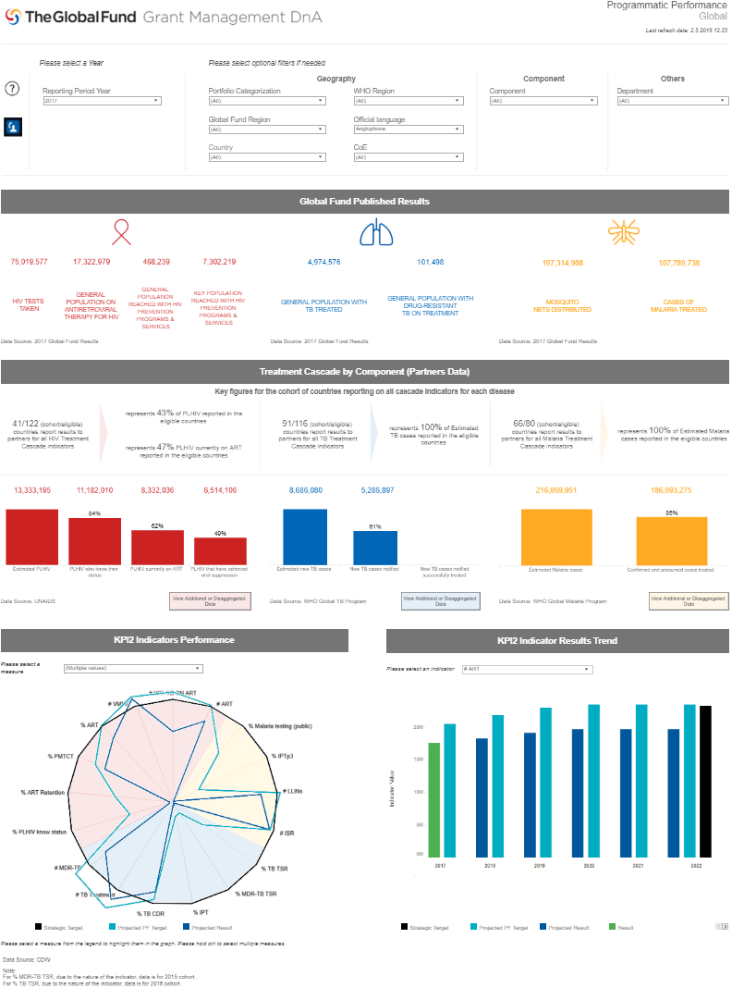 TheGlobalFund Grant Management DnA
Programmatic Performance
Global
Last refresh date: 2.5.2019 12:23
Please select a Year
Please select optional filters if needed
Geography
Component
Others
?
Reporting Period Year
2017
Portfolio Categorization
(All)
WHO Region
(All)
Component
(All)
Department
(All)
Global Fund Region
(All)
Official language
Anglophone
Country
(All)
CoE
(All)
Global Fund Published Results
75,019,577
17,322,979
468,239
7,302,219
4,974,576
101,498
197,314,908
107,789,738
HIV TESTS
TAKEN
GENERAL
POPULATION ON
ANTIRETROVIRAL
THERAPY FOR HIV
GENERAL
POPULATION
REACHED WITH HIV
PREVENTION
PROGRAMS &
SERVICES
KEY POPULATION
REACHED WITH HIV
PREVENTION
PROGRAMS &
SERVICES
GENERAL POPULATION WITH
TB TREATED
GENERAL POPULATION WITH
DRUG-RESISTANT
TB ON TREATMENT
MOSQUITO
NETS DISTRIBUTED
CASES OF
MALARIA TREATED
Data Source: 2017 Global Fund Results
Data Source: 2017 Global Fund Results
Data Source: 2017 Global Fund Results
Treatment Cascade by Component (Partners Data)
Key figures for the cohort of countries reporting on all cascade indicators for each disease
41/122 (cohort/eligible)
countries report results to
partners for all HIV Treatment
Cascade indicators
represents 43% of PLHIV reported in the
eligible countries
represents 47% PLHIV currently on ART
reported in the eligible countries
91/116 (cohort/eligible)
countries report results to
partners for all TB Treatment
Cascade indicators
represents 100% of Estimated
TB cases reported in the eligible
countries
66/80 (cohort/eligible)
countries report results to
partners for all Malaria Treatment
Cascade indicators
represents 100% of Estimated Malaria
cases reported in the eligible countries
13,333,195
11,182,010
8,332,036
6,514,106
8,686,080
5,286,897
216,869,951
186,093,275
84%
62%
49%
61%
86%
Estimated PLHIV
PLHIV who know their
status
PLHIV currently on ART
PLHIV that have achieved
viral suppression
Estimated new TB cases
New TB cases notified
New TB cases notified
successfully treated
Estimated Malaria cases
Confirmed and presumed cases treated
Data Source: UNAIDS
View Additional or Disaggregated
Data
Data Source: WHO Global TB Program
View Additional or Disaggregated
Data
Data Source: WHO Global Malaria Program
View Additional or Disaggregated
Data
KPI2 Indicators Performance
KPI2 Indicator Results Trend
Please select a
measure
(Multiple values)
Please select an indicator
# ART
ON ART
# ART
% Malaria testing (public)
% IPTp3
# LLINs
# ISR
% TB TSR
% MDR-TB TSR
% IPT
% TB CDR
# TB Treatment
# MDR-TB
% PLHIV know status
% ART Retention
% PMTCT
% ART
Indicator Value
20M
15M
10M
5M
0M
2017
2018
2019
2020
2021
2022
Strategic Target
Projected PF Target
Projected Result
Strategic Target
Projected PF Target
Projected Result
Result
Please select a measure from the legend to highlight them in the graph. Please hold ctrl to select multiple measures.
Data Source: CDW
Note:
For % MDR-TB TSR, due to the nature of the indicator, data is for 2015 cohort.
For % TB TSR, due to the nature of the indicator, data is for 2016 cohort.